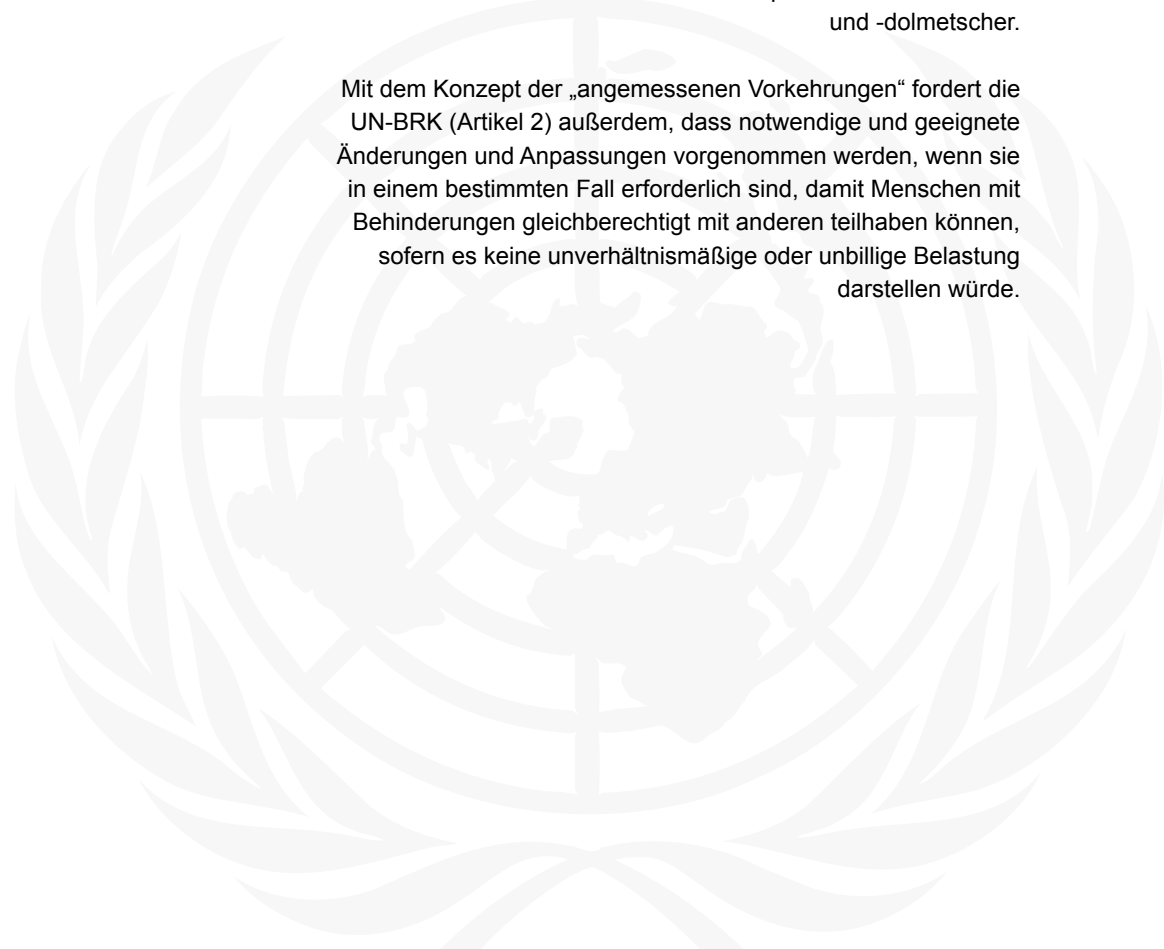 und -dolmetscher.
Mit dem Konzept der „angemessenen Vorkehrungen“ fordert die
UN-BRK (Artikel 2) außerdem, dass notwendige und geeignete
Änderungen und Anpassungen vorgenommen werden, wenn sie
in einem bestimmten Fall erforderlich sind, damit Menschen mit
Behinderungen gleichberechtigt mit anderen teilhaben können,
sofern es keine unverhältnismäßige oder unbillige Belastung
darstellen würde.